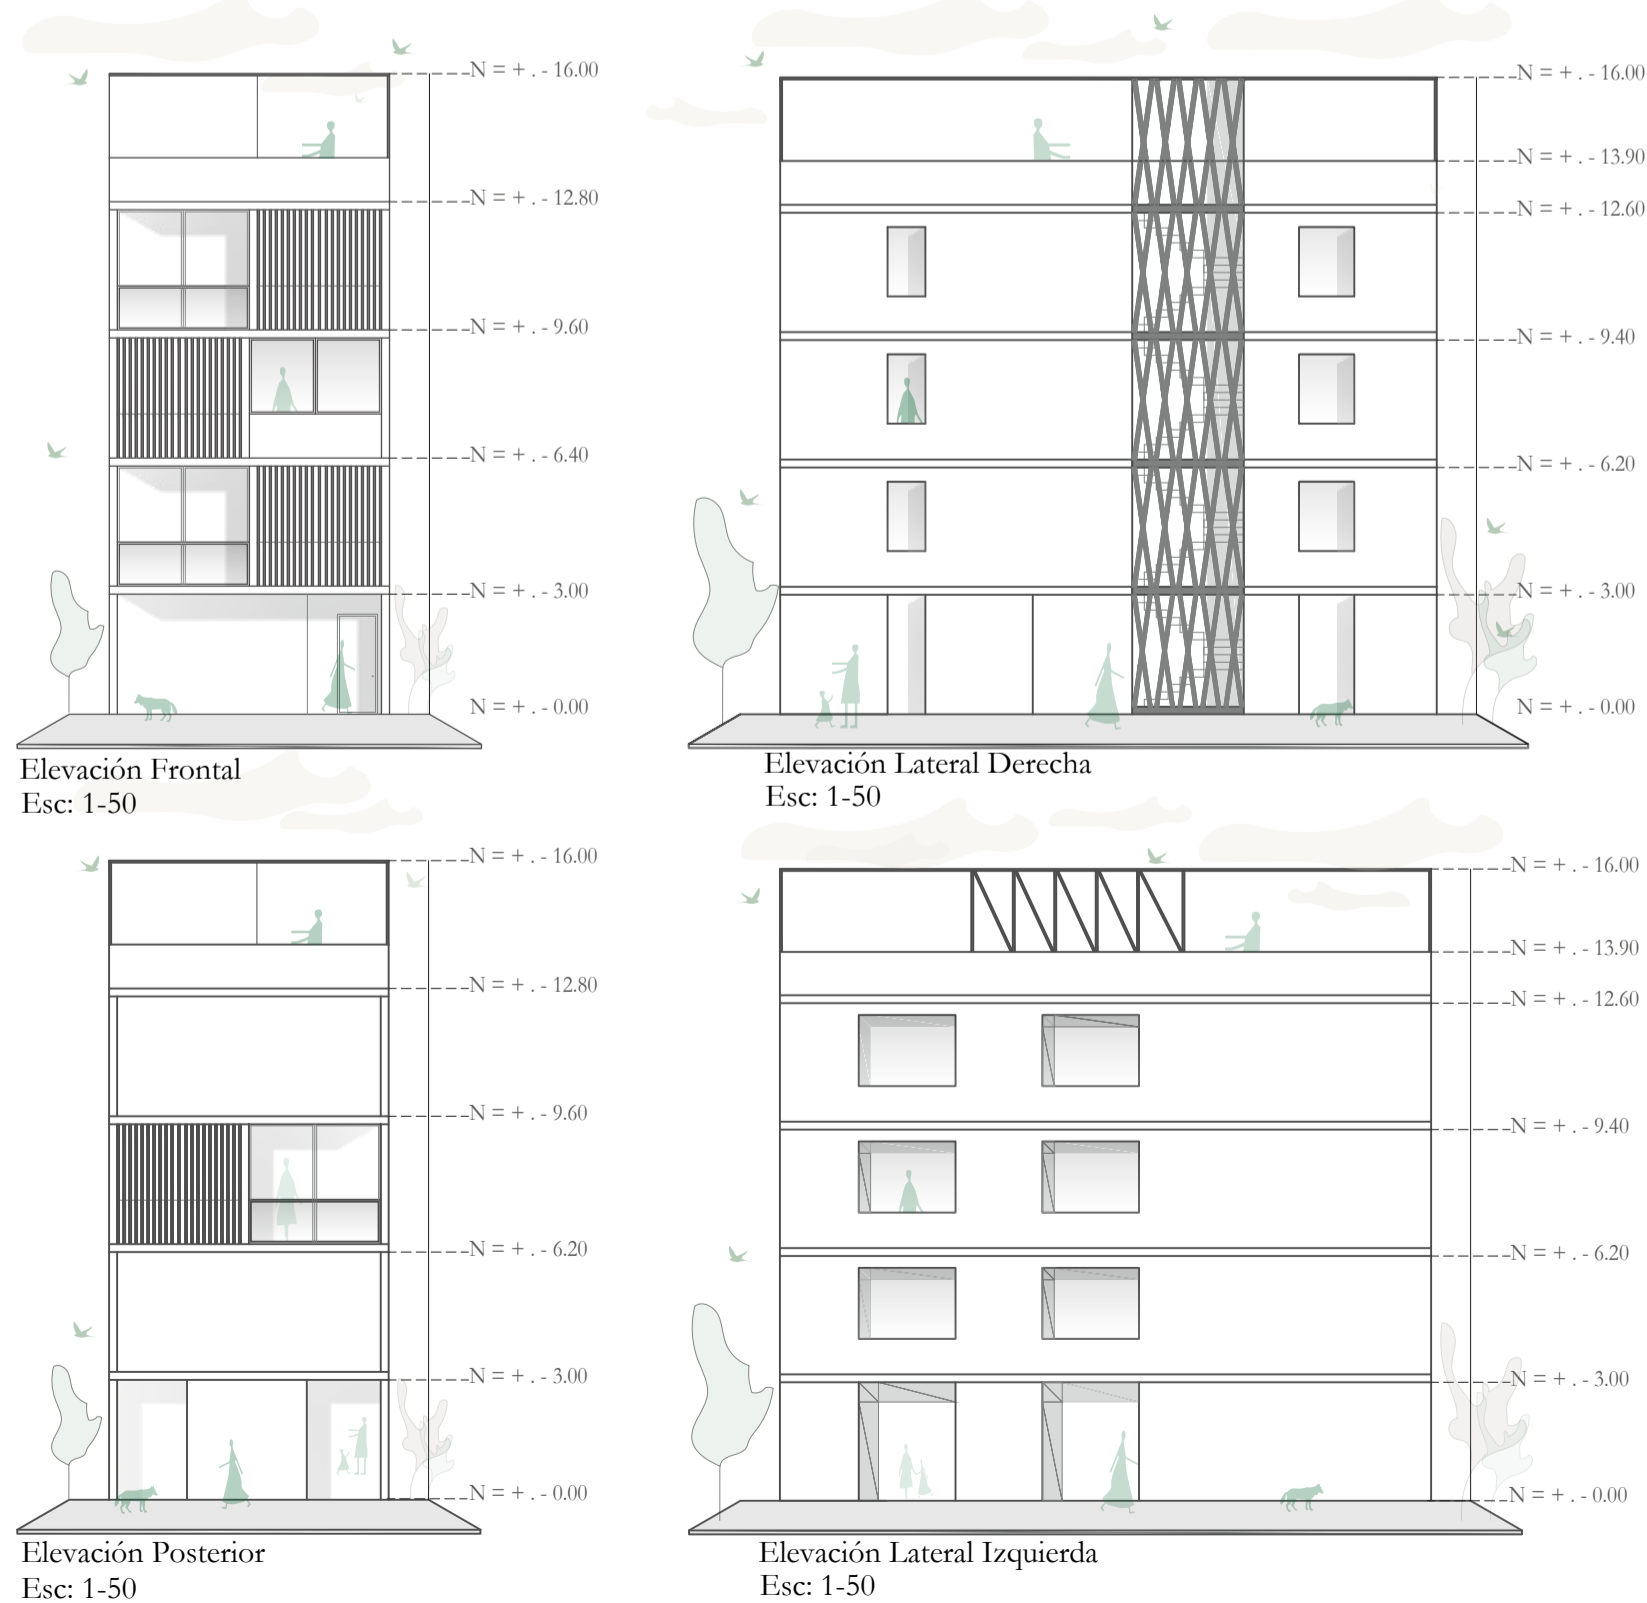 N = + . - 16.00
N = + . - 12.80
N = + . - 9.60
N = + . - 6.40
N = + . - 3.00
N = + . - 0.00
Elevación Frontal
Esc: 1-50
N = + . - 16.00
N = + . - 13.90
N = + . - 12.60
N = + . - 9.40
N = + . - 6.20
N = + . - 3.00
N = + . - 0.00
Elevación Lateral Derecha
Esc: 1-50
N = + . - 16.00
N = + . - 12.80
N = + . - 9.60
N = + . - 6.20
N = + . - 3.00
N = + . - 0.00
Elevación Posterior
Esc: 1-50
N = + . - 16.00
N = + . - 13.90
N = + . - 12.60
N = + . - 9.40
N = + . - 6.20
N = + . - 3.00
N = + . - 0.00
Elevación Lateral Izquierda
Esc: 1-50